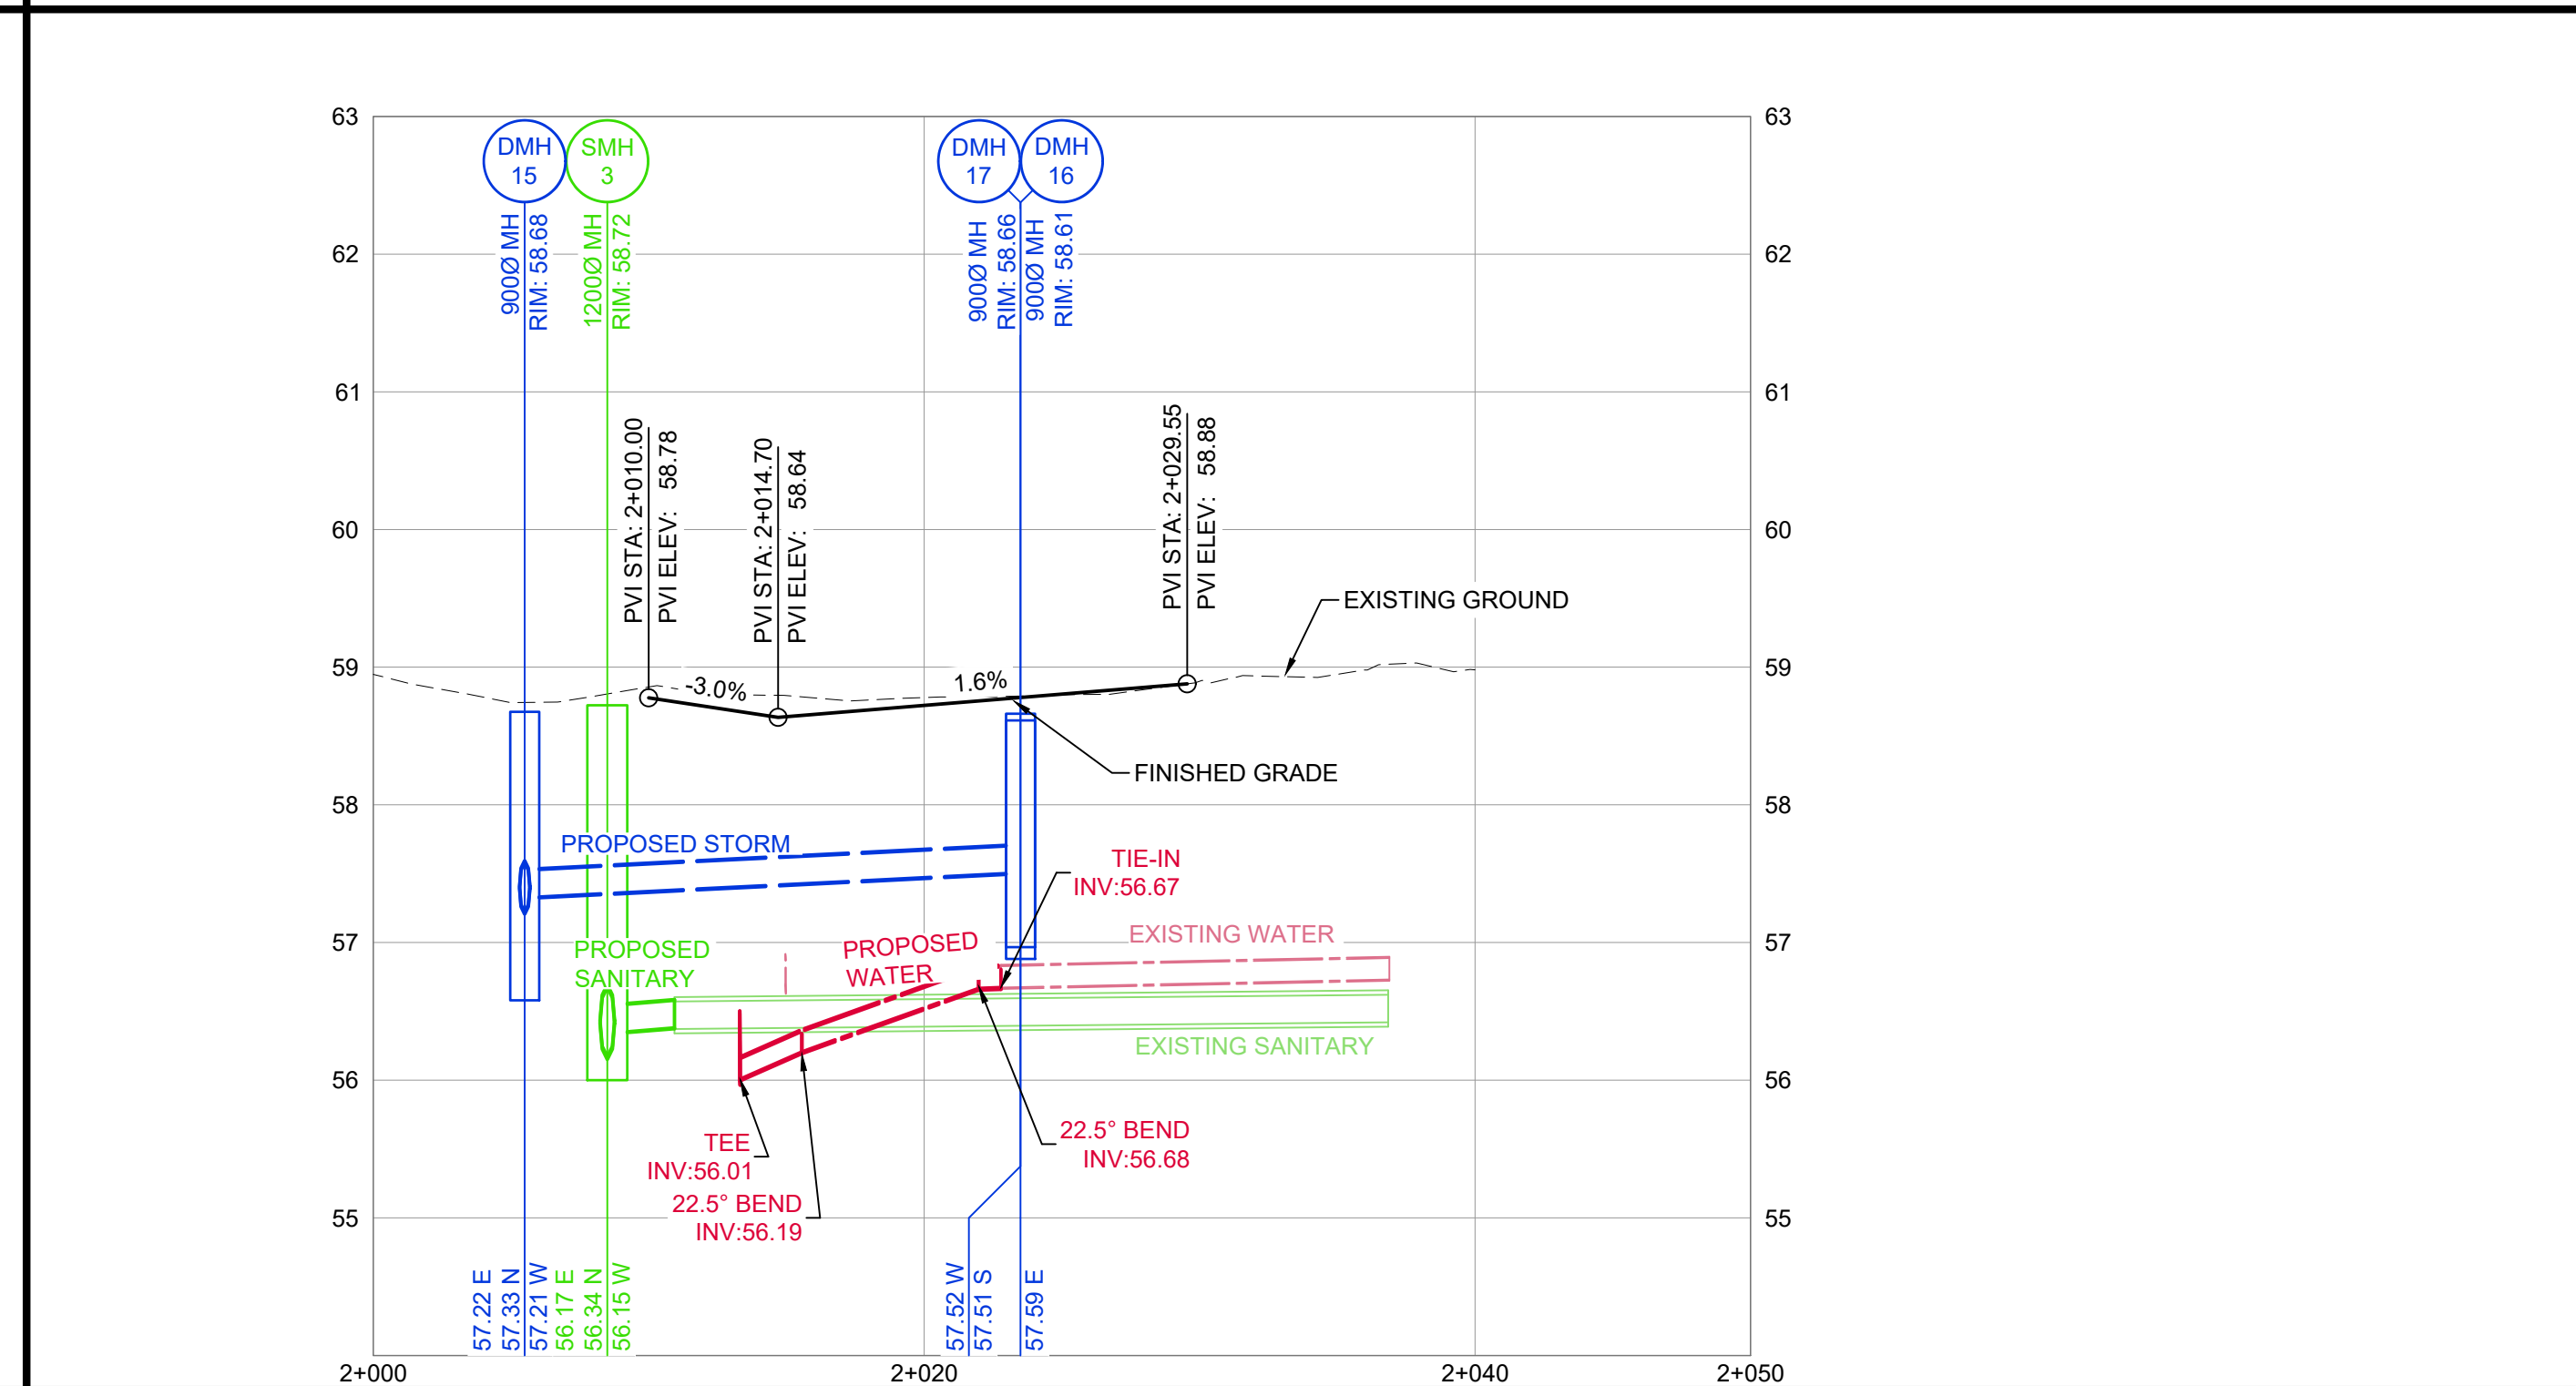 63
63
DMH
15
SMH
3
DMH
17
DMH
16
900Ø MH
RIM: 58.68
1200Ø MH
RIM: 58.72
900Ø MH
RIM: 58.66
900Ø MH
RIM: 58.61
62
62
61
61
PVI STA: 2+010.00
PVI ELEV: 58.78
PVI STA: 2+014.70
PVI ELEV: 58.64
PVI STA: 2+029.55
PVI ELEV: 58.88
60
60
EXISTING GROUND
59
59
-3.0%
1.6%
FINISHED GRADE
58
58
PROPOSED STORM
TIE-IN
INV:56.67
57
57
PROPOSED
SANITARY
PROPOSED
WATER
EXISTING WATER
EXISTING SANITARY
56
56
TEE
INV:56.01
22.5° BEND
INV:56.68
22.5° BEND
INV:56.19
55
55
57.22 E
57.33 N
57.21 W
56.17 E
56.34 N
56.15 W
57.52 W
57.51 S
57.59 E
2+000
2+020
2+040
2+050